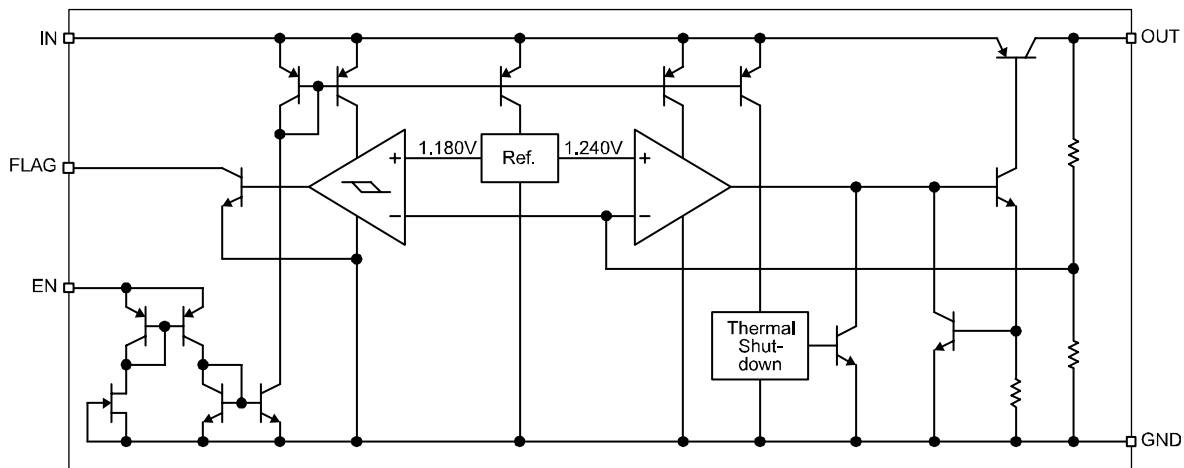 IN
OUT
1.180V
Ref.
1.240V
+
+
FLAG
−
−
EN
Thermal
Shut-
down
GND